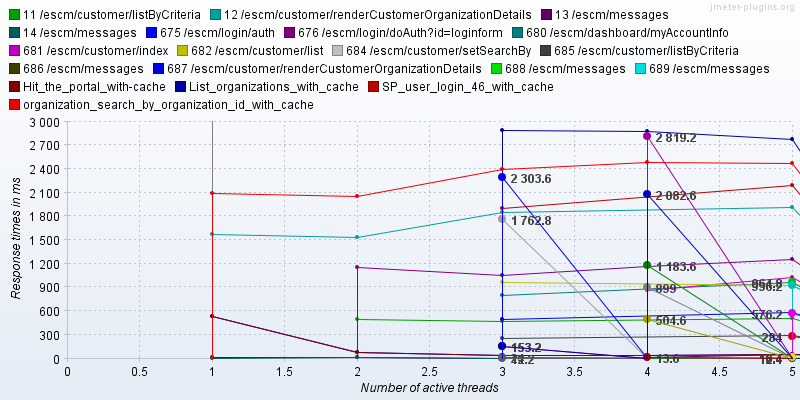 jmeter-plugins.org
11 /escm/customer/listByCriteria 12 /escm/customer/renderCustomerOrganizationDetails 13 /escm/messages
14 /escm/messages 675 /escm/login/auth 676 /escm/login/doAuth?id=loginform 680 /escm/dashboard/myAccountInfo
681 /escm/customer/index 682 /escm/customer/list 684 /escm/customer/setSearchBy 685 /escm/customer/listByCriteria
686 /escm/messages 687 /escm/customer/renderCustomerOrganizationDetails 688 /escm/messages 689 /escm/messages
Hit_the_portal_with-cache List_organizations_with_cache SP_user_login_46_with_cache
organization_search_by_organization_id_with_cache
3 000
2 700
2 400
2 100
1 800
1 500
1 200
900
600
300
0
Response times in ms
2 819.2
2 303.6
2 082.6
1 762.8
1 183.6
899
504.6
576.2
284
153.2
13.6
0 0.5 1 1.5 2 2.5 3 3.5 4 4.5 5
Number of active threads